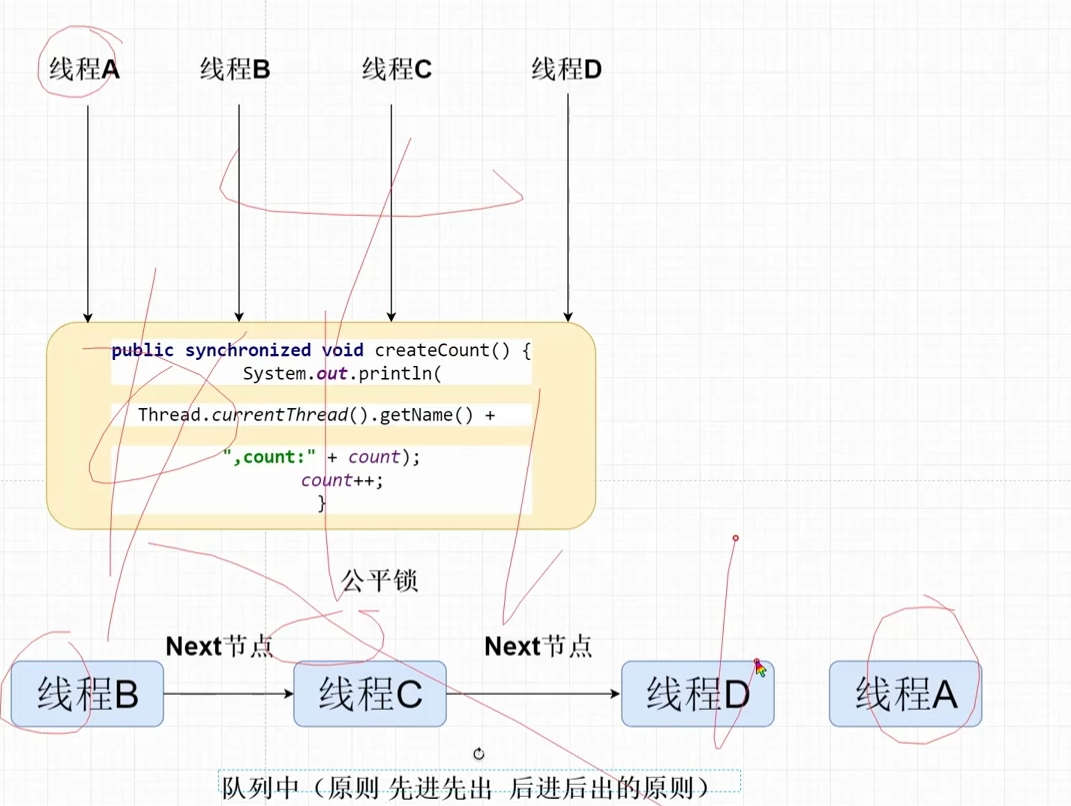 线程A 线程B 线程C 线程D
public synchronized void createCount() {
System.out.println(
Thread.currentThread().getName() +
",count:" + count);
count++;
}
公平锁
Next节点 Next节点
线程B 线程C 线程D 线程A
队列中（原则 先进先出 后进后出的原则）